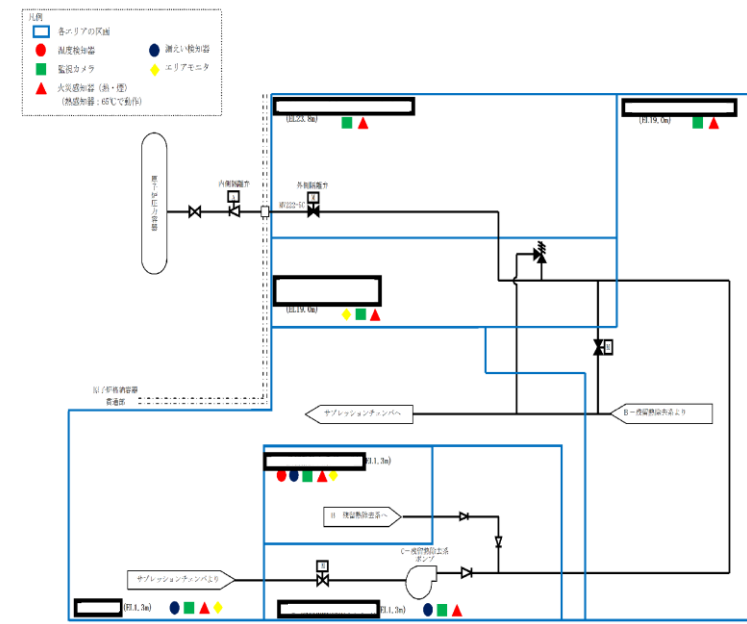 凡例
各エリアの区画
温度検知器
漏えい検知器
監視カメラ
エリアモニタ
火災感知器（熱・煙）
（熱感知器：65℃で動作）
(EL23.8m)
(EL19.0m)
原子炉圧力容器
内側隔離弁
外側隔離弁
MV222-5C
(EL19.0m)
原子炉格納容器
貫通部
サプレッションチェンバへ
B－残留熱除去系より
(EL1.3m)
残留熱除去系へ
C－残留熱除去系
ポンプ
サプレッションチェンバより
(EL1.3m)
(EL1.3m)